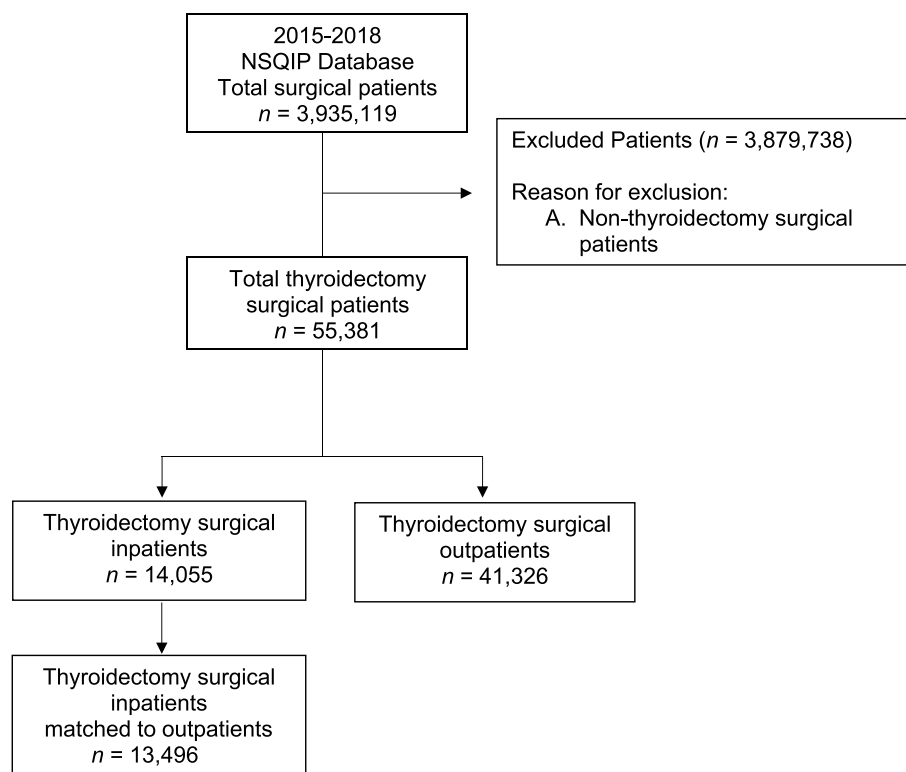 2015-2018
NSQIP Database
Total surgical patients
n = 3,935,119
Excluded Patients (n = 3,879,738)
Reason for exclusion:
A. Non-thyroidectomy surgical
patients
Total thyroidectomy
surgical patients
n = 55,381
Thyroidectomy surgical
inpatients
n = 14,055
Thyroidectomy surgical
outpatients
n = 41,326
Thyroidectomy surgical
inpatients
matched to outpatients
n = 13,496